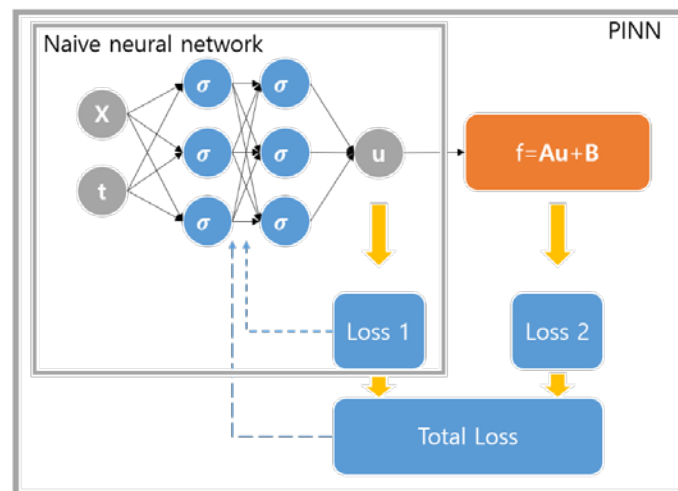 PINN
Naive neural network
X
t
σ
σ
σ
σ
σ
σ
u
f=Au+B
Loss 1
Loss 2
Total Loss